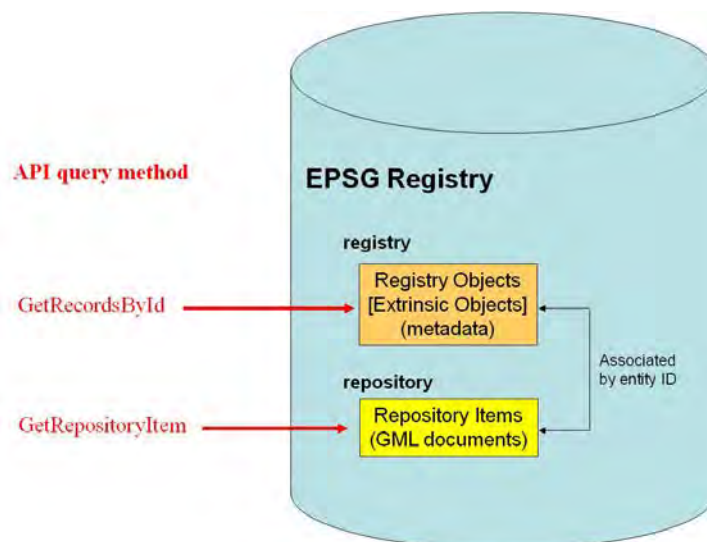 API query method
EPSG Registry
registry
Registry Objects
[Extrinsic Objects]
(metadata)
GetRecordsById
Associated
by entity ID
repository
Repository Items
(GML documents)
GetRepositoryItem